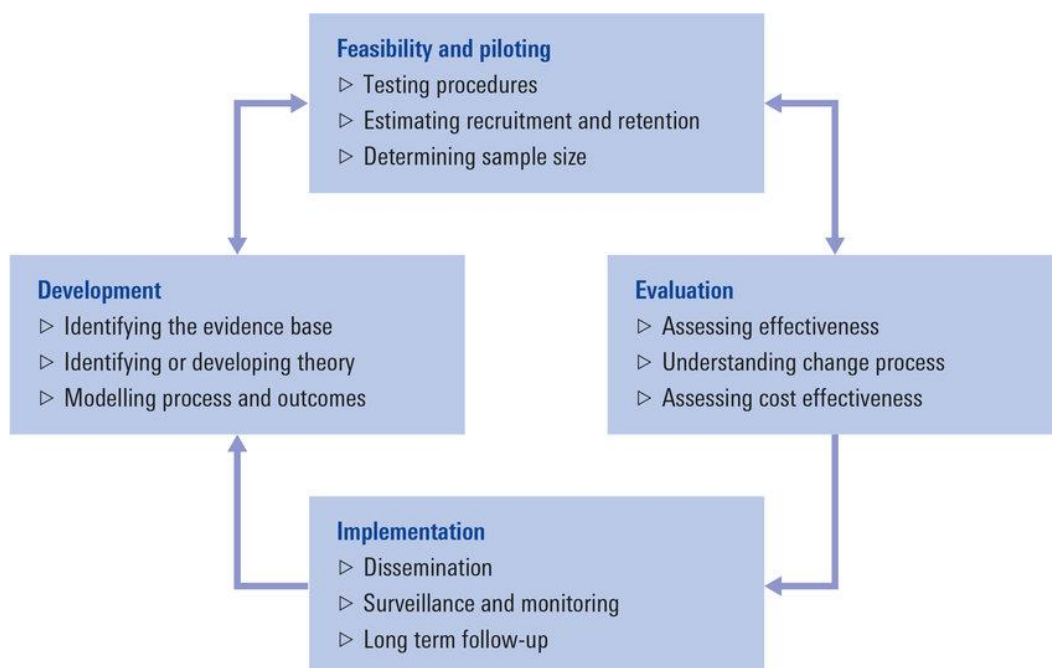 Feasibility and piloting
▷ Testing procedures
▷ Estimating recruitment and retention
▷ Determining sample size
Development
▷ Identifying the evidence base
▷ Identifying or developing theory
▷ Modelling process and outcomes
Evaluation
▷ Assessing effectiveness
▷ Understanding change process
▷ Assessing cost effectiveness
Implementation
▷ Dissemination
▷ Surveillance and monitoring
▷ Long term follow-up